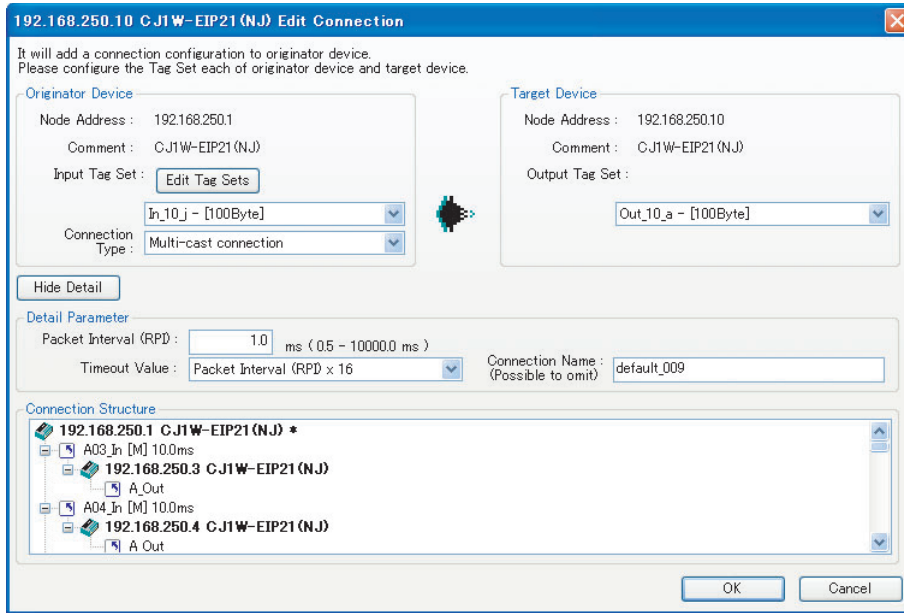 192.168.250.10 CJ1W-EIP21(NJ) Edit Connection
It will add a connection configuration to originator device.
Please configure the Tag Set each of originator device and target device.
Originator Device
Node Address : 192.168.250.1
Comment : CJ1W-EIP21(NJ)
Input Tag Set : Edit Tag Sets
In_10_j - [100Byte]
Connection Type : Multi-cast connection
Target Device
Node Address : 192.168.250.10
Comment : CJ1W-EIP21(NJ)
Output Tag Set :
Out_10_a - [100Byte]
Hide Detail
Detail Parameter
Packet Interval (RPI) : 1.0 ms ( 0.5 - 10000.0 ms )
Timeout Value : Packet Interval (RPI) x 16
Connection Name : (Possible to omit) default_009
Connection Structure
192.168.250.1 CJ1W-EIP21(NJ) *
A03_In [M] 10.0ms
192.168.250.3 CJ1W-EIP21(NJ)
A_Out
A04_In [M] 10.0ms
192.168.250.4 CJ1W-EIP21(NJ)
A Out
OK Cancel